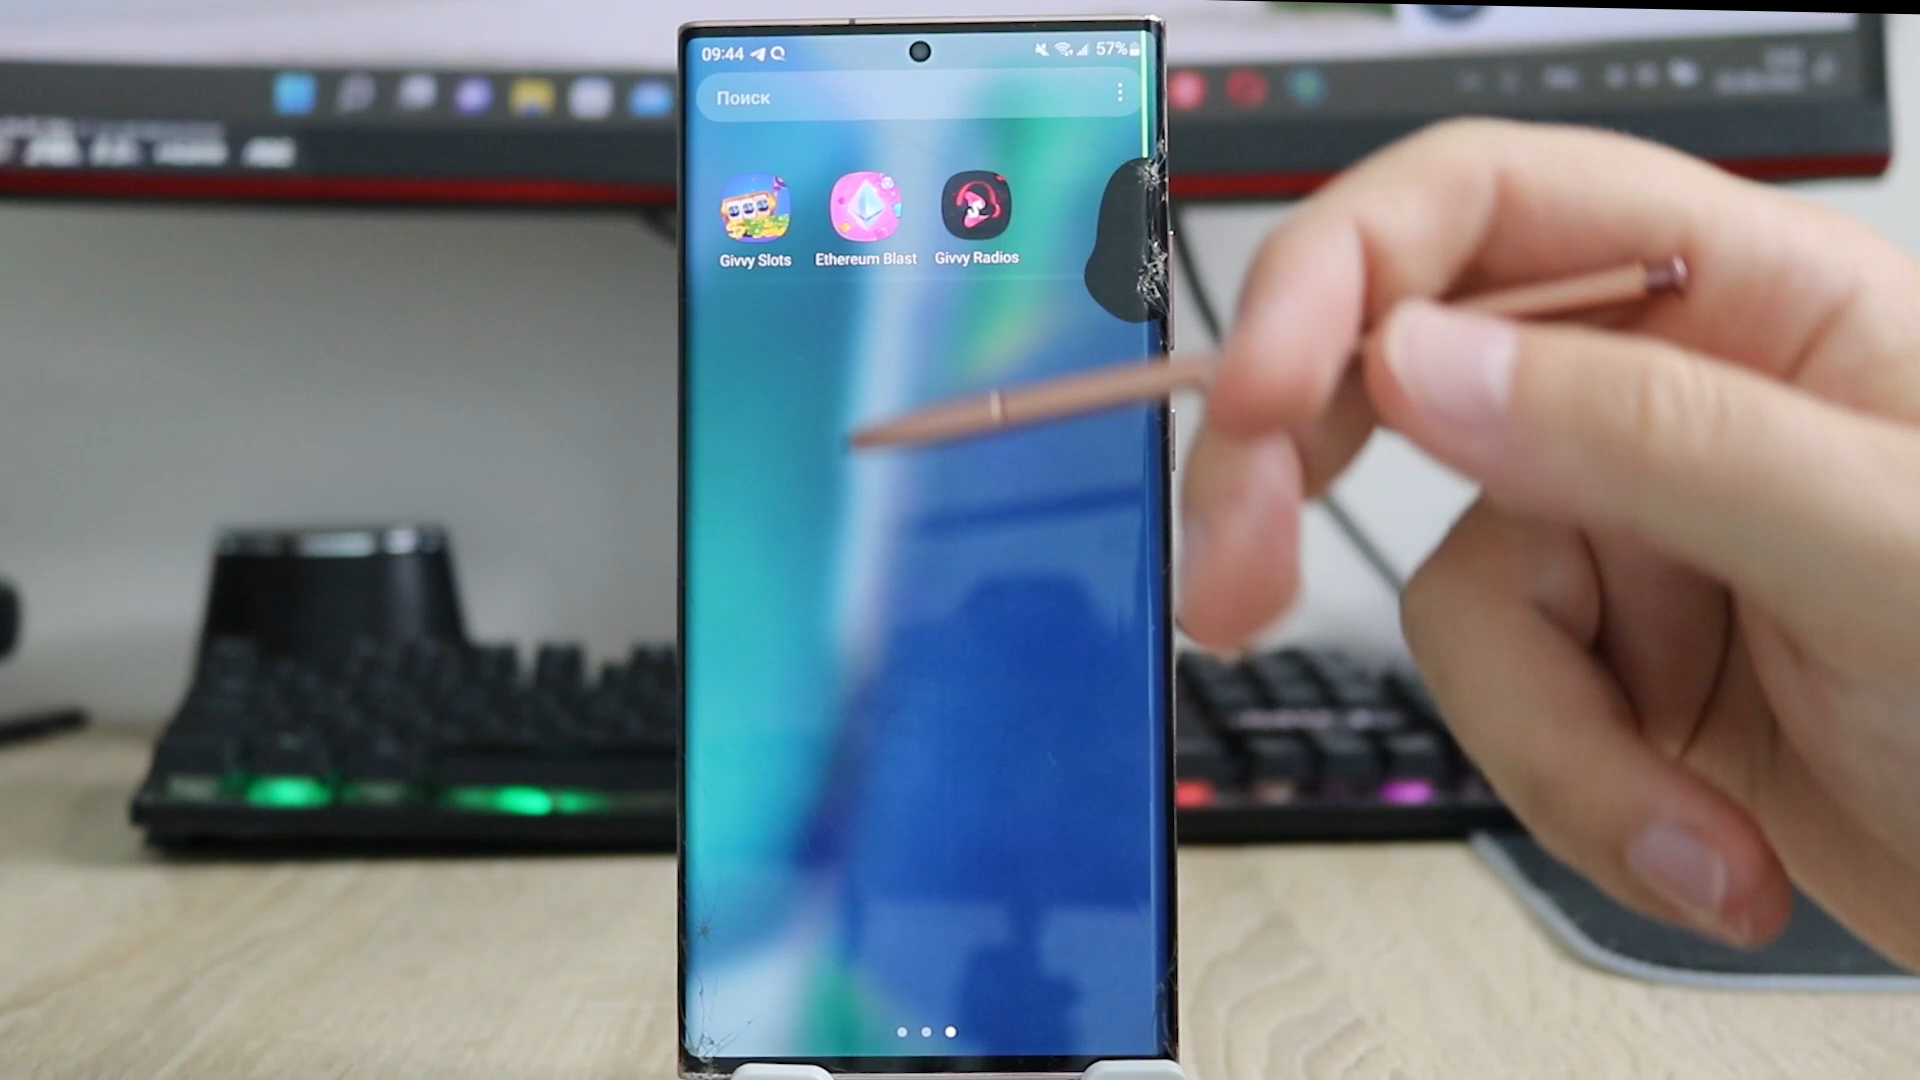 09:44
57%
Поиск
Givvy Slots
Ethereum Blast
Givvy Radios